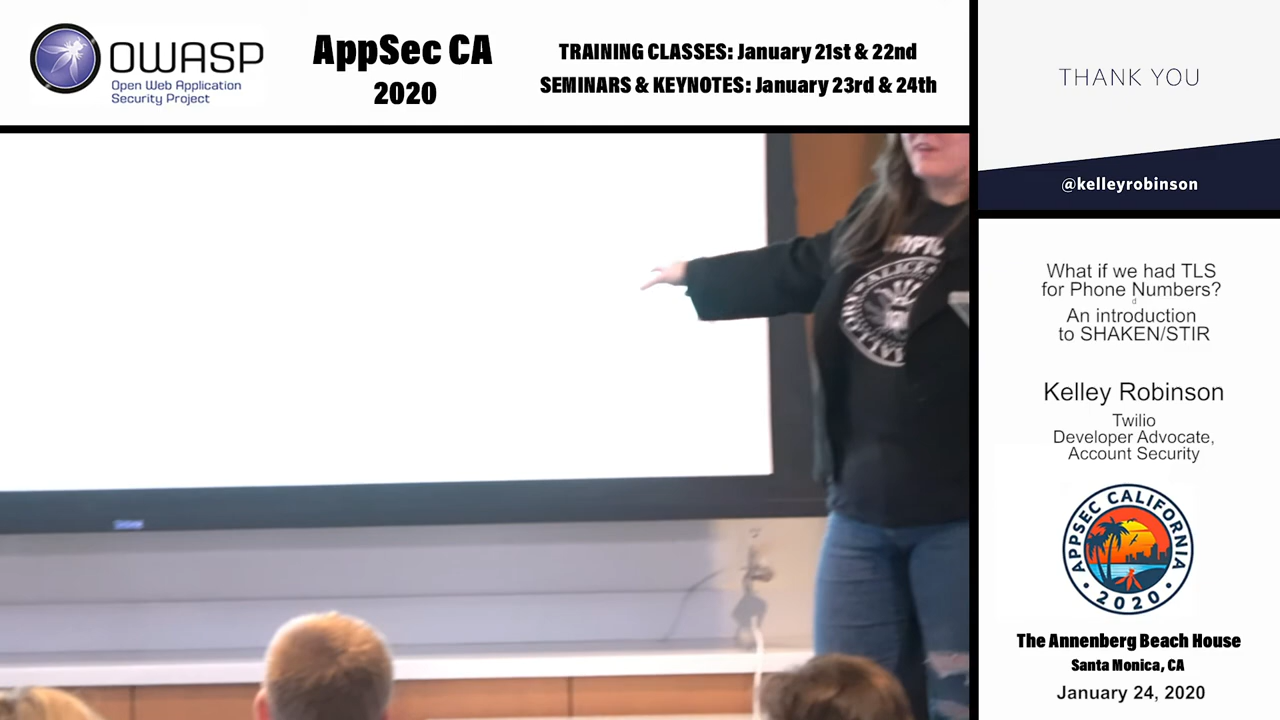 OWASP
Open Web Application
Security Project
AppSec CA
2020
TRAINING CLASSES: January 21st & 22nd
SEMINARS & KEYNOTES: January 23rd & 24th
THANK YOU
@kelleyrobinson
ALICE
What if we had TLS
for Phone Numbers?
d
An introduction
to SHAKEN/STIR
Kelley Robinson
Twilio
Developer Advocate,
Account Security
APPSEC CALIFORNIA
• 2020 •
The Annenberg Beach House
Santa Monica, CA
January 24, 2020